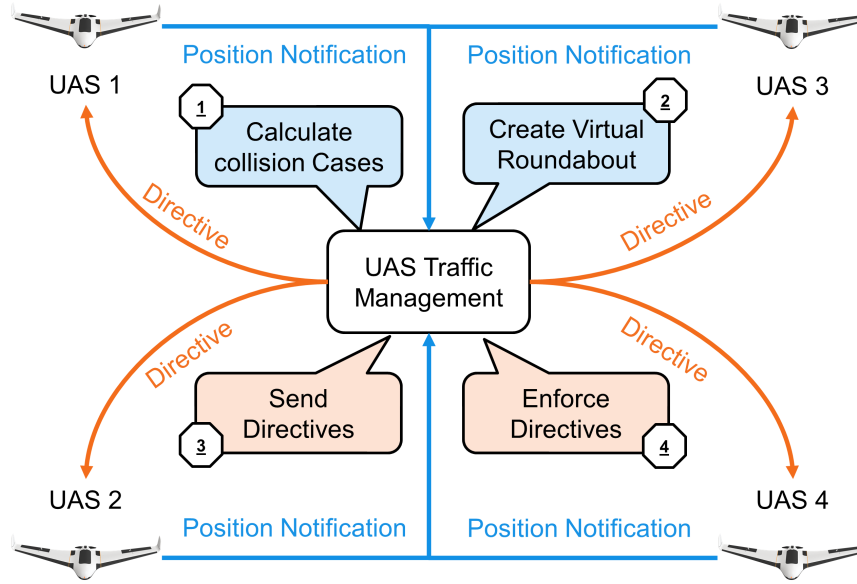 Position Notification
Position Notification
UAS 1
UAS 3
1
2
Calculate
collision Cases
Create Virtual
Roundabout
Directive
Directive
UAS Traffic
Management
Directive
Directive
Send
Directives
Enforce
Directives
3
4
UAS 2
UAS 4
Position Notification
Position Notification